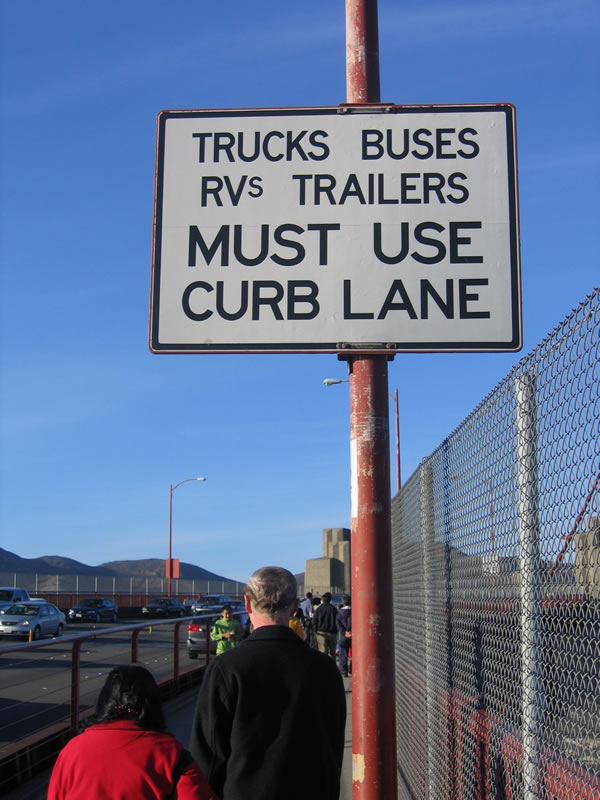 TRUCKS BUSES
RVs TRAILERS
MUST USE
CURB LANE